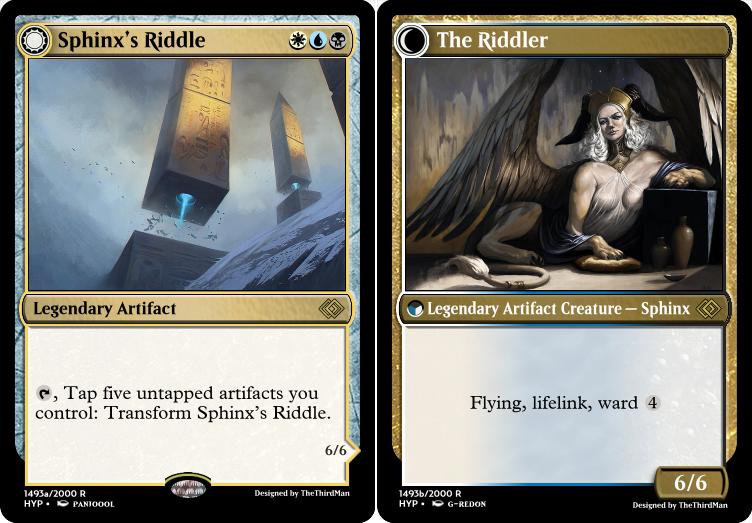 Sphinx's Riddle
Legendary Artifact
, Tap five untapped artifacts you
control: Transform Sphinx's Riddle.
6/6
1493a/2000 R
HYP • PANTOOOL
Designed by TheThirdMan
The Riddler
Legendary Artifact Creature — Sphinx
Flying, lifelink, ward 4
6/6
1493b/2000 R
HYP • G-REDON
Designed by TheThirdMan